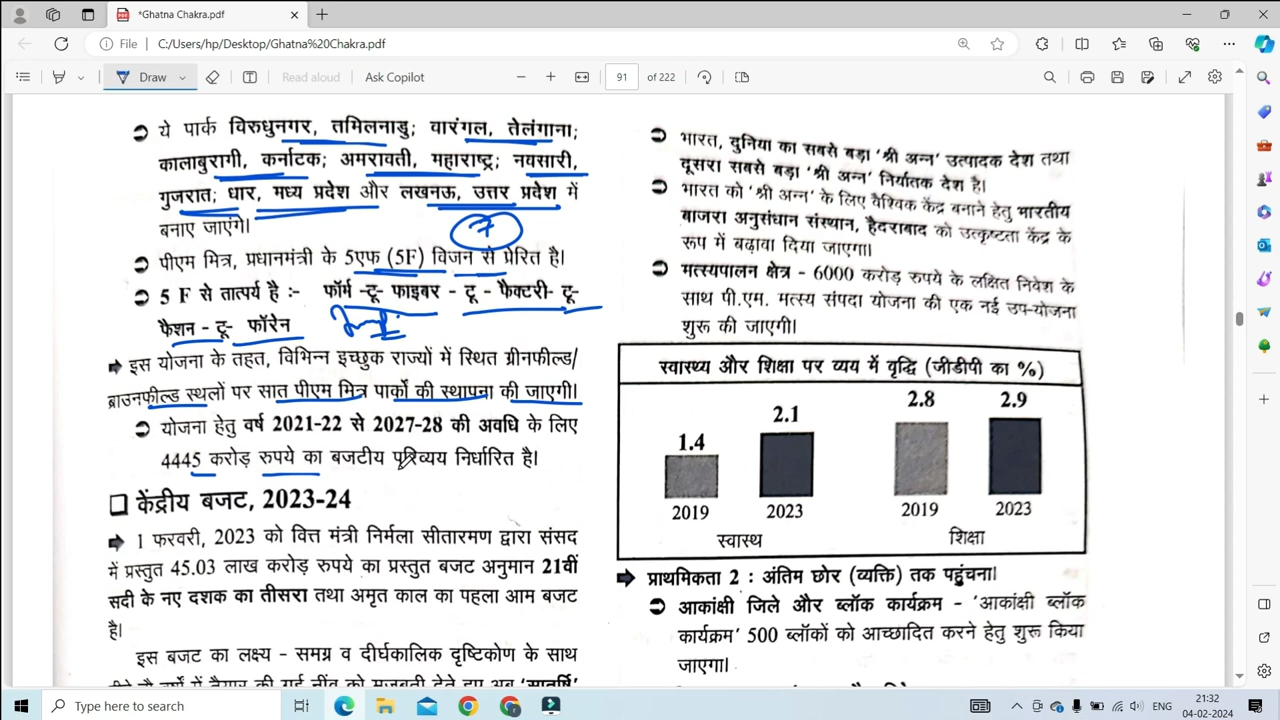 *Ghatna Chakra.pdf
File
C:/Users/hp/Desktop/Ghatna%20Chakra.pdf
Draw
Read aloud
Ask Copilot
91
of 222
ये पार्क विरुधुनगर, तमिलनाडु; वारंगल, तेलंगाना;
कालाबुरागी, कर्नाटक; अमरावती, महाराष्ट्र; नवसारी,
गुजरात; धार, मध्य प्रदेश और लखनऊ, उत्तर प्रदेश में
बनाए जाएंगे।
7
पीएम मित्र, प्रधानमंत्री के 5एफ (5F) विजन से प्रेरित है।
5 F से तात्पर्य है :- फॉर्म -टू- फाइबर - टू - फैक्टरी- टू-
फैशन - टू- फॉरेन
इस योजना के तहत, विभिन्न इच्छुक राज्यों में स्थित ग्रीनफील्ड/
ब्राउनफील्ड स्थलों पर सात पीएम मित्र पार्कों की स्थापना की जाएगी।
योजना हेतु वर्ष 2021-22 से 2027-28 की अवधि के लिए
4445 करोड़ रुपये का बजटीय परिव्यय निर्धारित है।
केंद्रीय बजट, 2023-24
1 फरवरी, 2023 को वित्त मंत्री निर्मला सीतारमण द्वारा संसद
में प्रस्तुत 45.03 लाख करोड़ रुपये का प्रस्तुत बजट अनुमान 21वीं
सदी के नए दशक का तीसरा तथा अमृत काल का पहला आम बजट
है।
इस बजट का लक्ष्य - समग्र व दीर्घकालिक दृष्टिकोण के साथ
भारत, दुनिया का सबसे बड़ा 'श्री अन्न' उत्पादक देश तथा
दूसरा सबसे बड़ा 'श्री अन्न' निर्यातक देश है।
भारत को 'श्री अन्न' के लिए वैश्विक केंद्र बनाने हेतु भारतीय
बाजरा अनुसंधान संस्थान, हैदराबाद को उत्कृष्टता केंद्र के
रूप में बढ़ावा दिया जाएगा।
मत्स्यपालन क्षेत्र - 6000 करोड़ रुपये के लक्षित निवेश के
साथ पी.एम. मत्स्य संपदा योजना की एक नई उप-योजना
शुरू की जाएगी।
स्वास्थ्य और शिक्षा पर व्यय में वृद्धि (जीडीपी का %)
1.4 2.1 2.8 2.9
2019 2023 2019 2023
स्वास्थ शिक्षा
प्राथमिकता 2 : अंतिम छोर (व्यक्ति) तक पहुंचना।
आकांक्षी जिले और ब्लॉक कार्यक्रम - 'आकांक्षी ब्लॉक
कार्यक्रम' 500 ब्लॉकों को आच्छादित करने हेतु शुरू किया
जाएगा।
Type here to search
ENG
21:32
04-02-2024